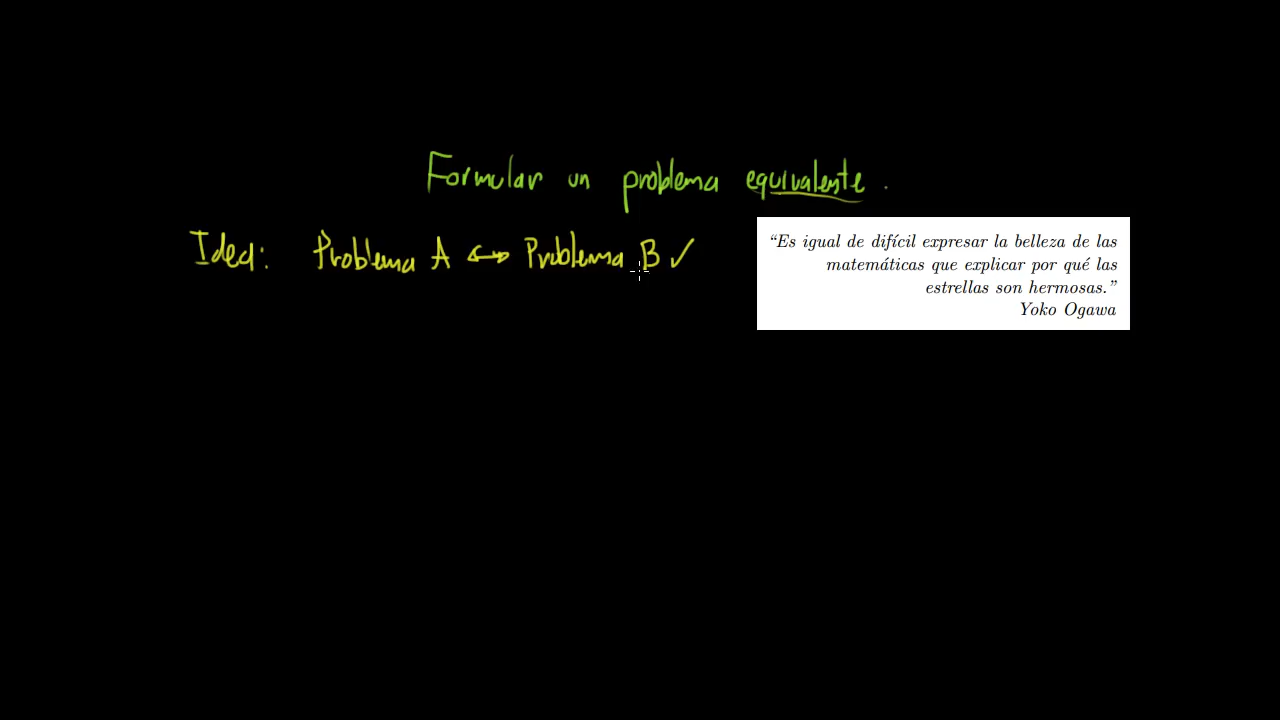 Formular un problema equivalente.
Idea: Problema A ↔ Problema B ✓
“Es igual de difícil expresar la belleza de las
matemáticas que explicar por qué las
estrellas son hermosas.”
Yoko Ogawa